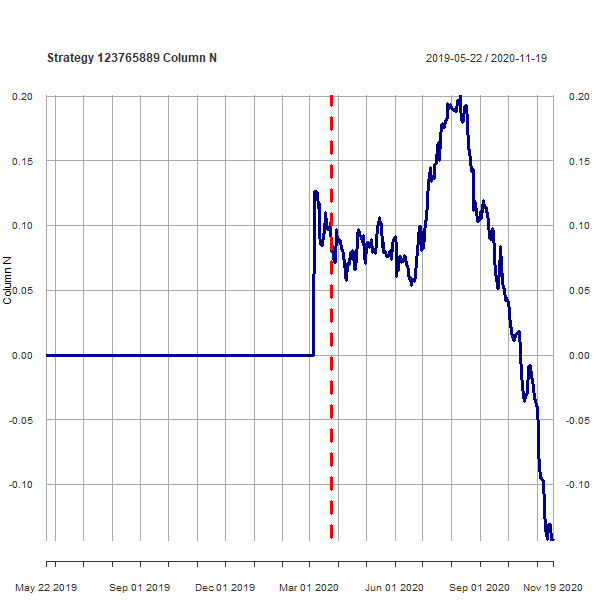 Strategy 123765889 Column N
2019-05-22 / 2020-11-19
0.20
0.20
0.15
0.15
0.10
0.10
0.05
0.05
0.00
0.00
-0.05
-0.05
-0.10
-0.10
Column N
May 22 2019
Sep 01 2019
Dec 01 2019
Mar 01 2020
Jun 01 2020
Sep 01 2020
Nov 19 2020